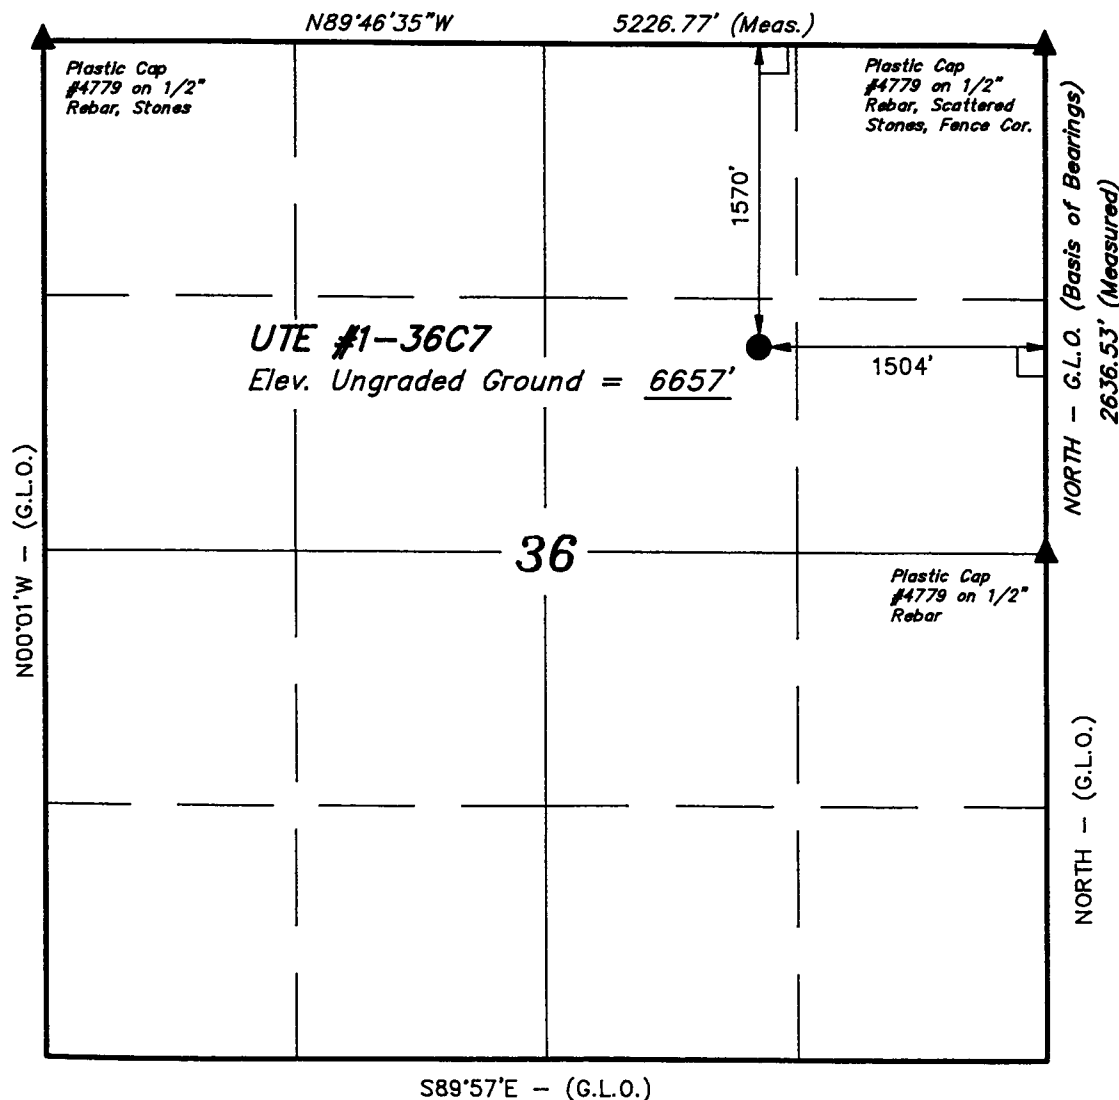 N89°46'35"W 5226.77' (Meas.)
Plastic Cap
#4779 on 1/2"
Rebar, Stones
Plastic Cap
#4779 on 1/2"
Rebar, Scattered
Stones, Fence Cor.
1570'
NORTH - G.L.O. (Basis of Bearings)
2636.53' (Measured)
UTE #1-36C7
Elev. Ungraded Ground = 6657'
1504'
N00°01'W - (G.L.O.)
36
Plastic Cap
#4779 on 1/2"
Rebar
NORTH - (G.L.O.)
S89°57'E - (G.L.O.)